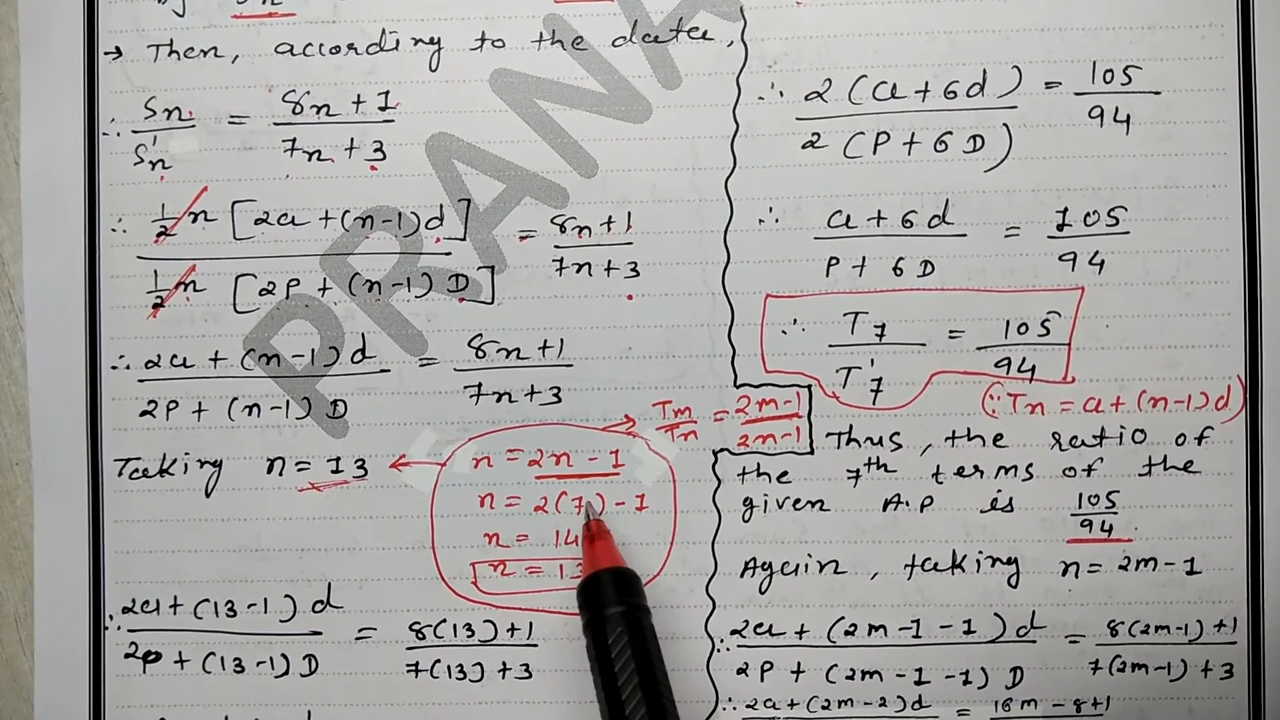 → Then, according to the data,
∴ Sn / S'n = 8n + 1 / 7n + 3
∴ 1/2 n [2a + (n-1)d] / 1/2 n [2P + (n-1) D] = 8n+1 / 7n+3
∴ 2a + (n-1) d / 2P + (n-1) D = 8n+1 / 7n+3
Taking n = 13 ←
n = 2n - 1
n = 2(7) - 1
n = 14
n = 13
→ Tm / Tn = 2m-1 / 2n-1
∴ 2a + (13-1) d / 2P + (13-1) D = 8(13)+1 / 7(13)+3
∴ 2(a+6d) / 2(P+6D) = 105 / 94
∴ a+6d / P+6D = 105 / 94
∴ T7 / T'7 = 105 / 94
(∵ Tn = a+(n-1)d)
Thus, the ratio of
the 7th terms of the
given A.P is 105 / 94.
Again, taking n = 2m-1
∴ 2a + (2m-1-1)d / 2P + (2m-1-1) D = 8(2m-1)+1 / 7(2m-1)+3
∴ 2a+(2m-2)d = 16m-8+1
PRANA